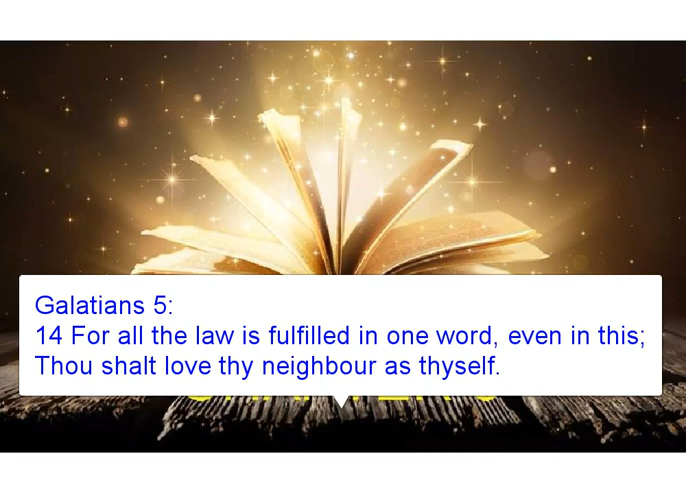 Galatians 5:
14 For all the law is fulfilled in one word, even in this;
Thou shalt love thy neighbour as thyself.